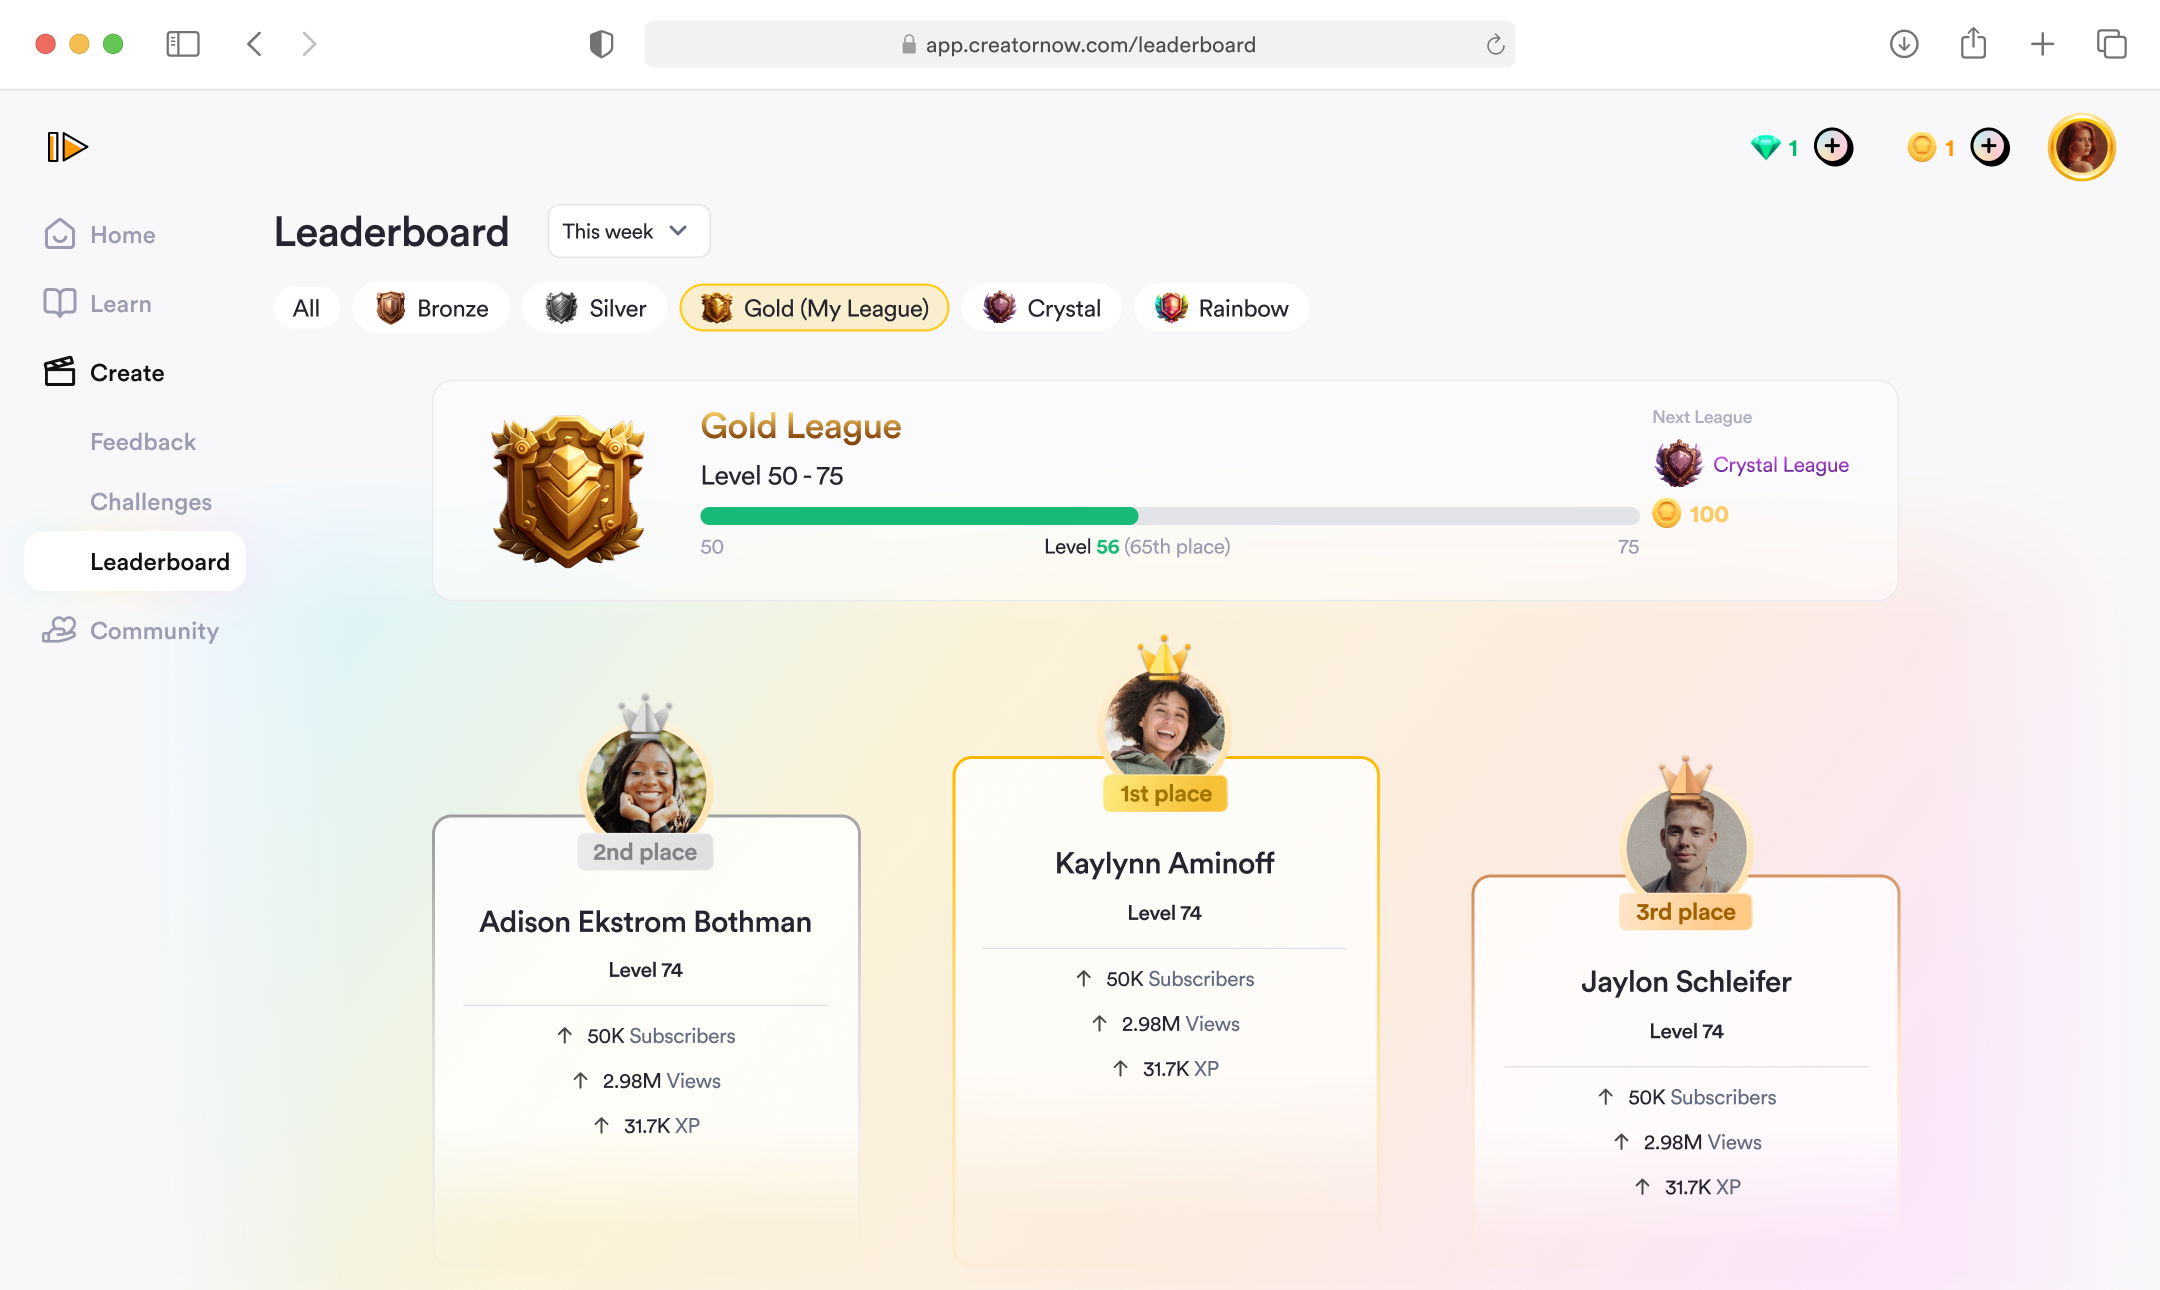 app.creatornow.com/leaderboard
1
1
Home
Learn
Create
Feedback
Challenges
Leaderboard
Community
Leaderboard
This week
All
Bronze
Silver
Gold (My League)
Crystal
Rainbow
Gold League
Level 50 - 75
50
Level 56 (65th place)
75
Next League
Crystal League
100
2nd place
Adison Ekstrom Bothman
Level 74
50K Subscribers
2.98M Views
31.7K XP
1st place
Kaylynn Aminoff
Level 74
50K Subscribers
2.98M Views
31.7K XP
3rd place
Jaylon Schleifer
Level 74
50K Subscribers
2.98M Views
31.7K XP